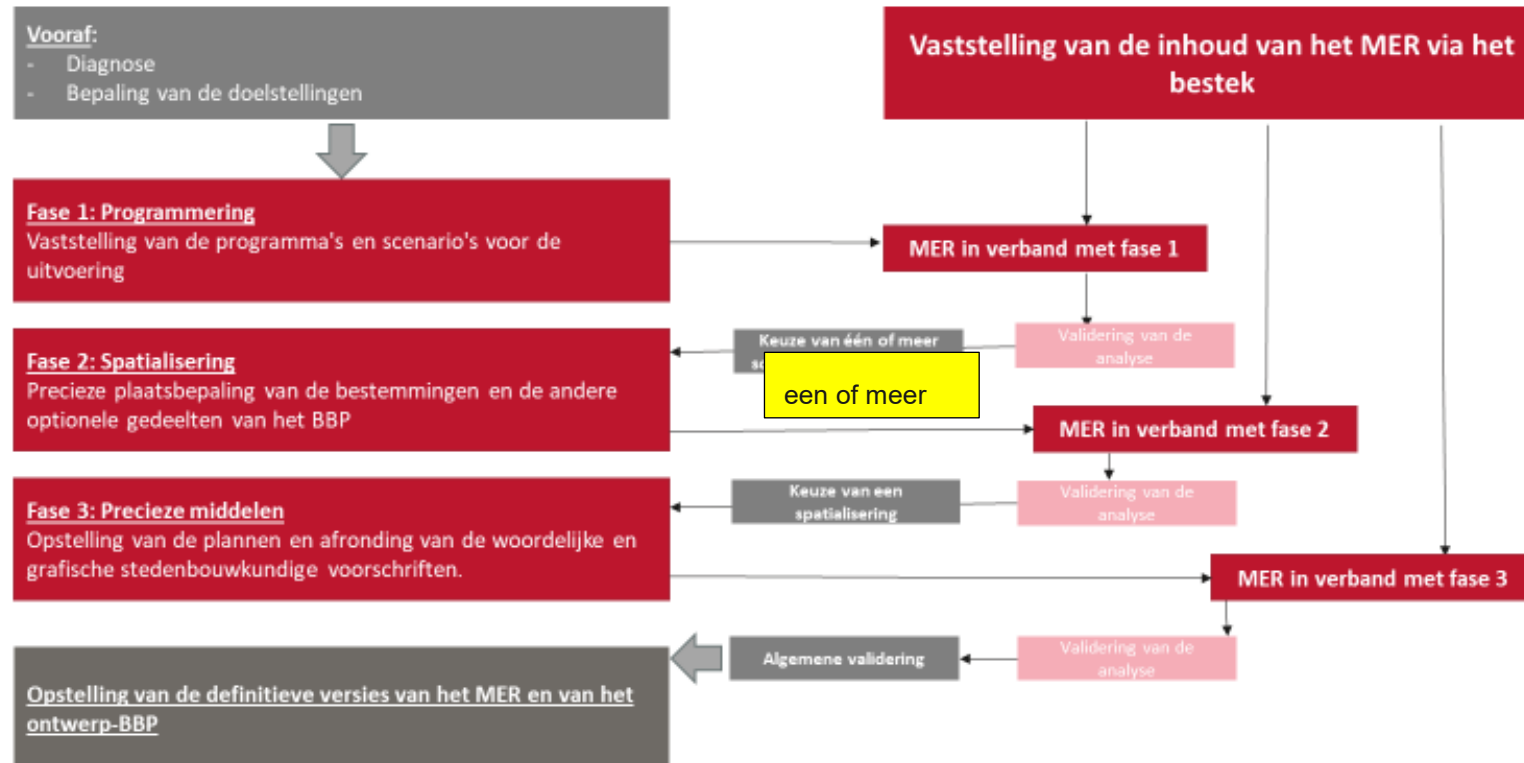 Vooraf:
- Diagnose
- Bepaling van de doelstellingen
Vaststelling van de inhoud van het MER via het
bestek
Fase 1: Programmering
Vaststelling van de programma's en scenario's voor de
uitvoering
MER in verband met fase 1
Fase 2: Spatialisering
Precieze plaatsbepaling van de bestemmingen en de andere
optionele gedeelten van het BBP
Keuze van één of meer
een of meer
Validering van de
analyse
MER in verband met fase 2
Fase 3: Precieze middelen
Opstelling van de plannen en afronding van de woordelijke en
grafische stedenbouwkundige voorschriften.
Keuze van een
spatialisering
Validering van de
analyse
MER in verband met fase 3
Opstelling van de definitieve versies van het MER en van het
ontwerp-BBP
Algemene validering
Validering van de
analyse